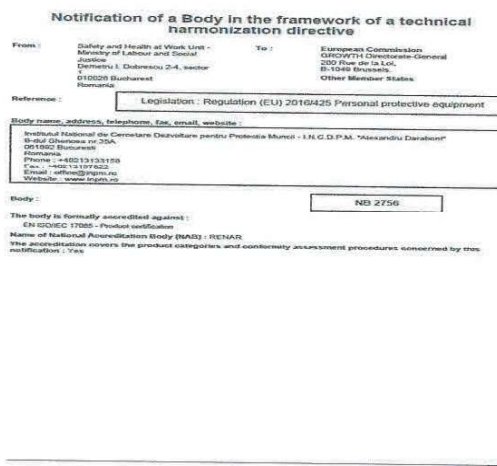 Notification of a Body in the framework of a technical
harmonization directive
From :
Safety and Health at Work Unit -
Ministry of Labour and Social
Justice
Demetru I. Dobrescu 2-4, sector
1
010026 Bucharest
Romania
To :
European Commission
GROWTH Directorate-General
200 Rue de la Loi,
B-1049 Brussels.
Other Member States
Reference :
Legislation : Regulation (EU) 2016/425 Personal protective equipment
Body name, address, telephone, fax, email, website :
Institutul National de Cercetare Dezvoltare pentru Protectia Muncii - I.N.C.D.P.M. "Alexandru Darabont"
B-dul Ghencea nr.35A
061692 Bucuresti
Romania
Phone : +40213133158
Fax : +40213157822
Email : office@inpm.ro
Website : www.inpm.ro
Body :
NB 2756
The body is formally accredited against :
EN ISO/IEC 17065 - Product certification
Name of National Accreditation Body (NAB) : RENAR
The accreditation covers the product categories and conformity assessment procedures concerned by this
notification : Yes